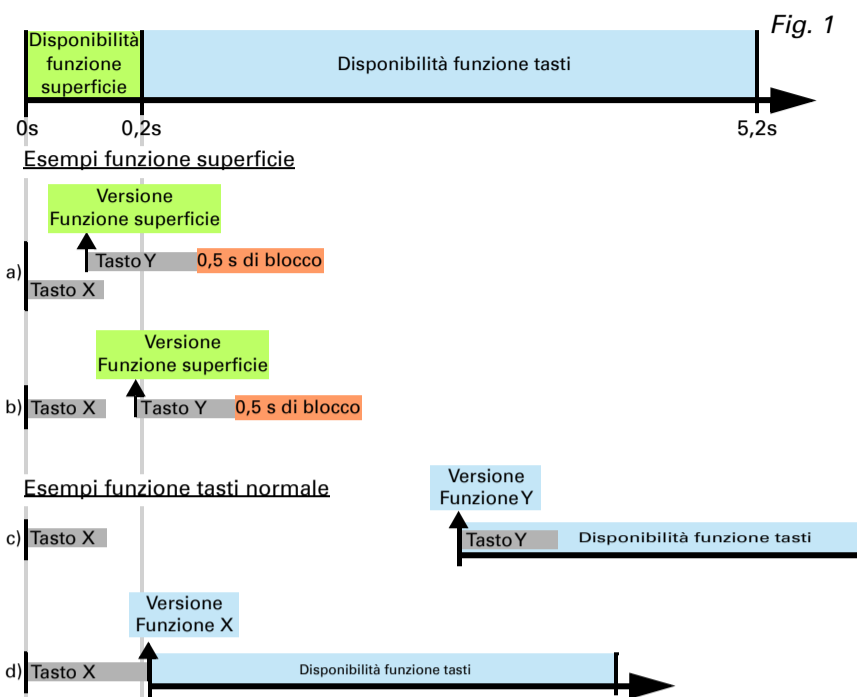 Fig. 1
Disponibilità
funzione
superficie
Disponibilità funzione tasti
0s
0,2s
5,2s
Esempi funzione superficie
Versione
Funzione superficie
a)
Tasto Y
0,5 s di blocco
Tasto X
Versione
Funzione superficie
b)
Tasto X
Tasto Y
0,5 s di blocco
Esempi funzione tasti normale
Versione
Funzione Y
c)
Tasto X
Tasto Y
Disponibilità funzione tasti
Versione
Funzione X
d)
Tasto X
Disponibilità funzione tasti